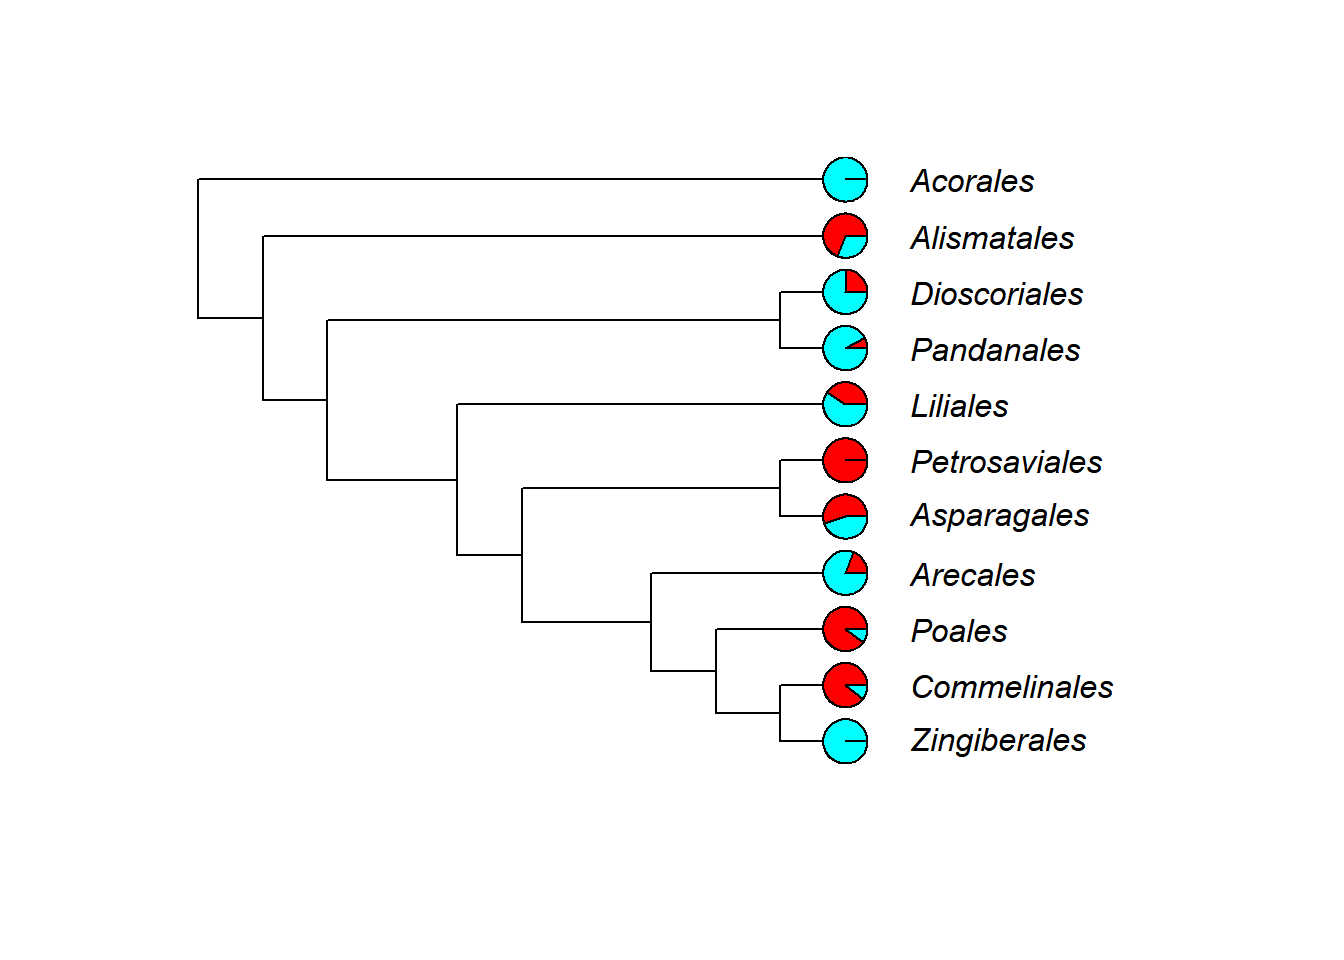 Acorales
Alismatales
Dioscoriales
Pandanales
Liliales
Petrosaviales
Asparagales
Arecales
Poales
Commelinales
Zingiberales